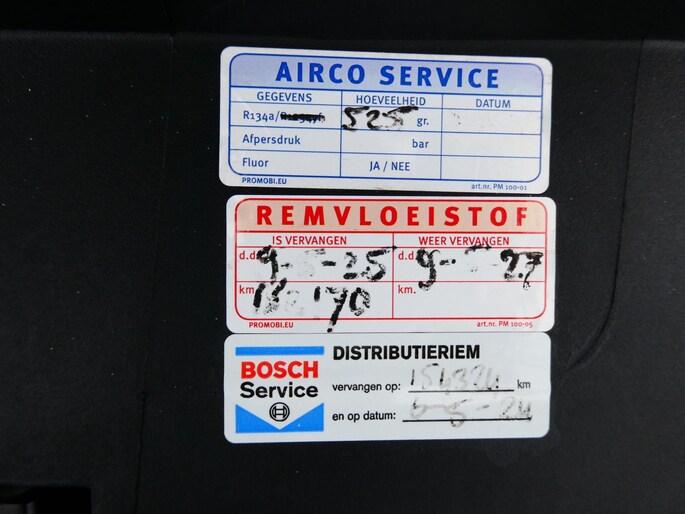 AIRCO SERVICE
GEGEVENS HOEVEELHEID DATUM
R134a/ 525 gr.
Afpersdruk bar
Fluor JA / NEE
PROMOBI.EU art.nr. PM 100-01
REMVLOEISTOF
IS VERVANGEN WEER VERVANGEN
d.d. d.d.
km. km.
PROMOBI.EU art.nr. PM 100-05
BOSCH
Service
DISTRIBUTIERIEM
vervangen op: km
en op datum: